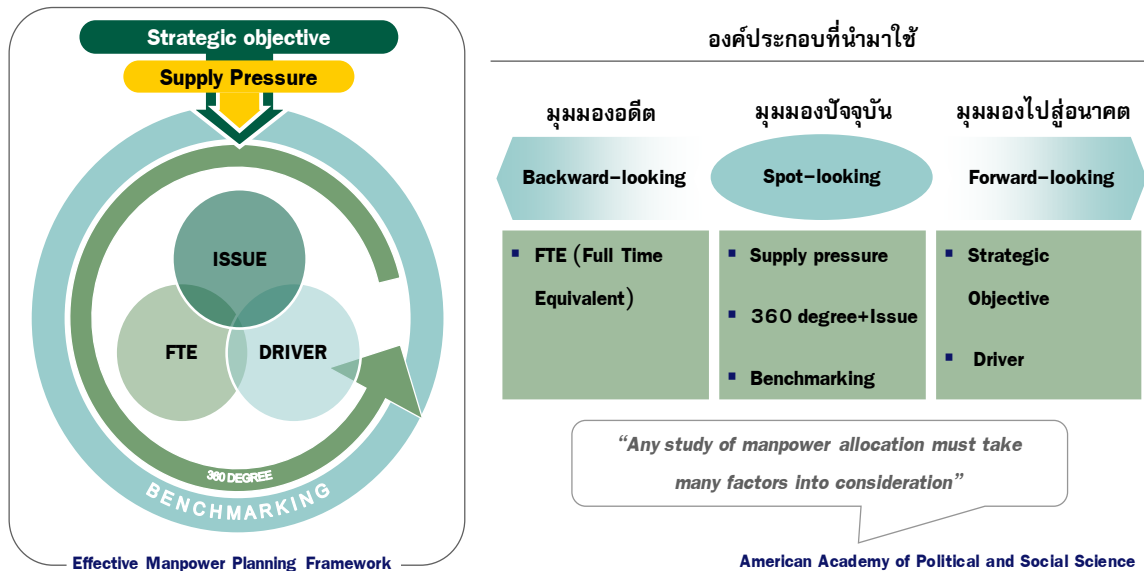 Strategic objective
Supply Pressure
ISSUE
FTE
DRIVER
360 DEGREE
BENCHMARKING
Effective Manpower Planning Framework
องค์ประกอบที่นำมาใช้
มุมมองอดีต
Backward-looking
▪ FTE (Full Time
Equivalent)
มุมมองปัจจุบัน
Spot-looking
▪ Supply pressure
▪ 360 degree+Issue
▪ Benchmarking
มุมมองไปสู่อนาคต
Forward-looking
▪ Strategic
Objective
▪ Driver
“Any study of manpower allocation must take
many factors into consideration”
American Academy of Political and Social Science